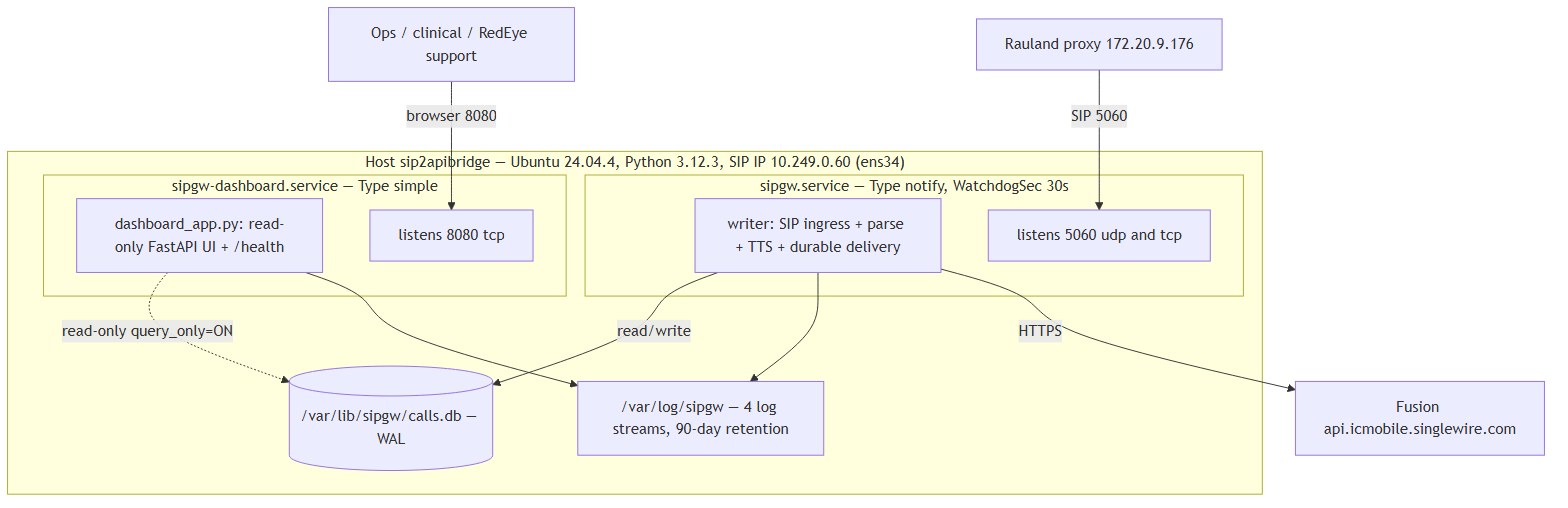 Ops / clinical / RedEye
support
Rauland proxy 172.20.9.176
browser 8080
SIP 5060
Host sip2apibridge — Ubuntu 24.04.4, Python 3.12.3, SIP IP 10.249.0.60 (ens34)
sipgw-dashboard.service — Type simple
sipgw.service — Type notify, WatchdogSec 30s
dashboard_app.py: read-
only FastAPI UI + /health
listens 8080 tcp
writer: SIP ingress + parse
+ TTS + durable delivery
listens 5060 udp and tcp
read-only query_only=ON
read/write
HTTPS
/var/lib/sipgw/calls.db —
WAL
/var/log/sipgw — 4 log
streams, 90-day retention
Fusion
api.icmobile.singlewire.com